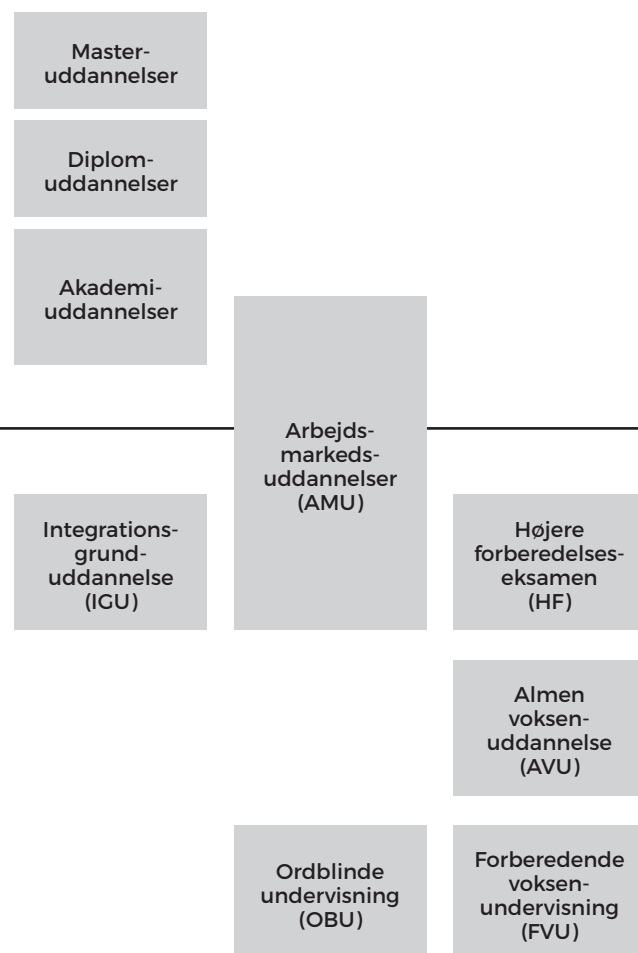 Master-
uddannelser
Diplom-
uddannelser
Akademi-
uddannelser
Arbejds-
markeds-
uddannelser
(AMU)
Integrations-
grund-
uddannelse
(IGU)
Højere
forberedelses-
eksamen
(HF)
Almen
voksen-
uddannelse
(AVU)
Ordblinde
undervisning
(OBU)
Forberedende
voksen-
undervisning
(FVU)